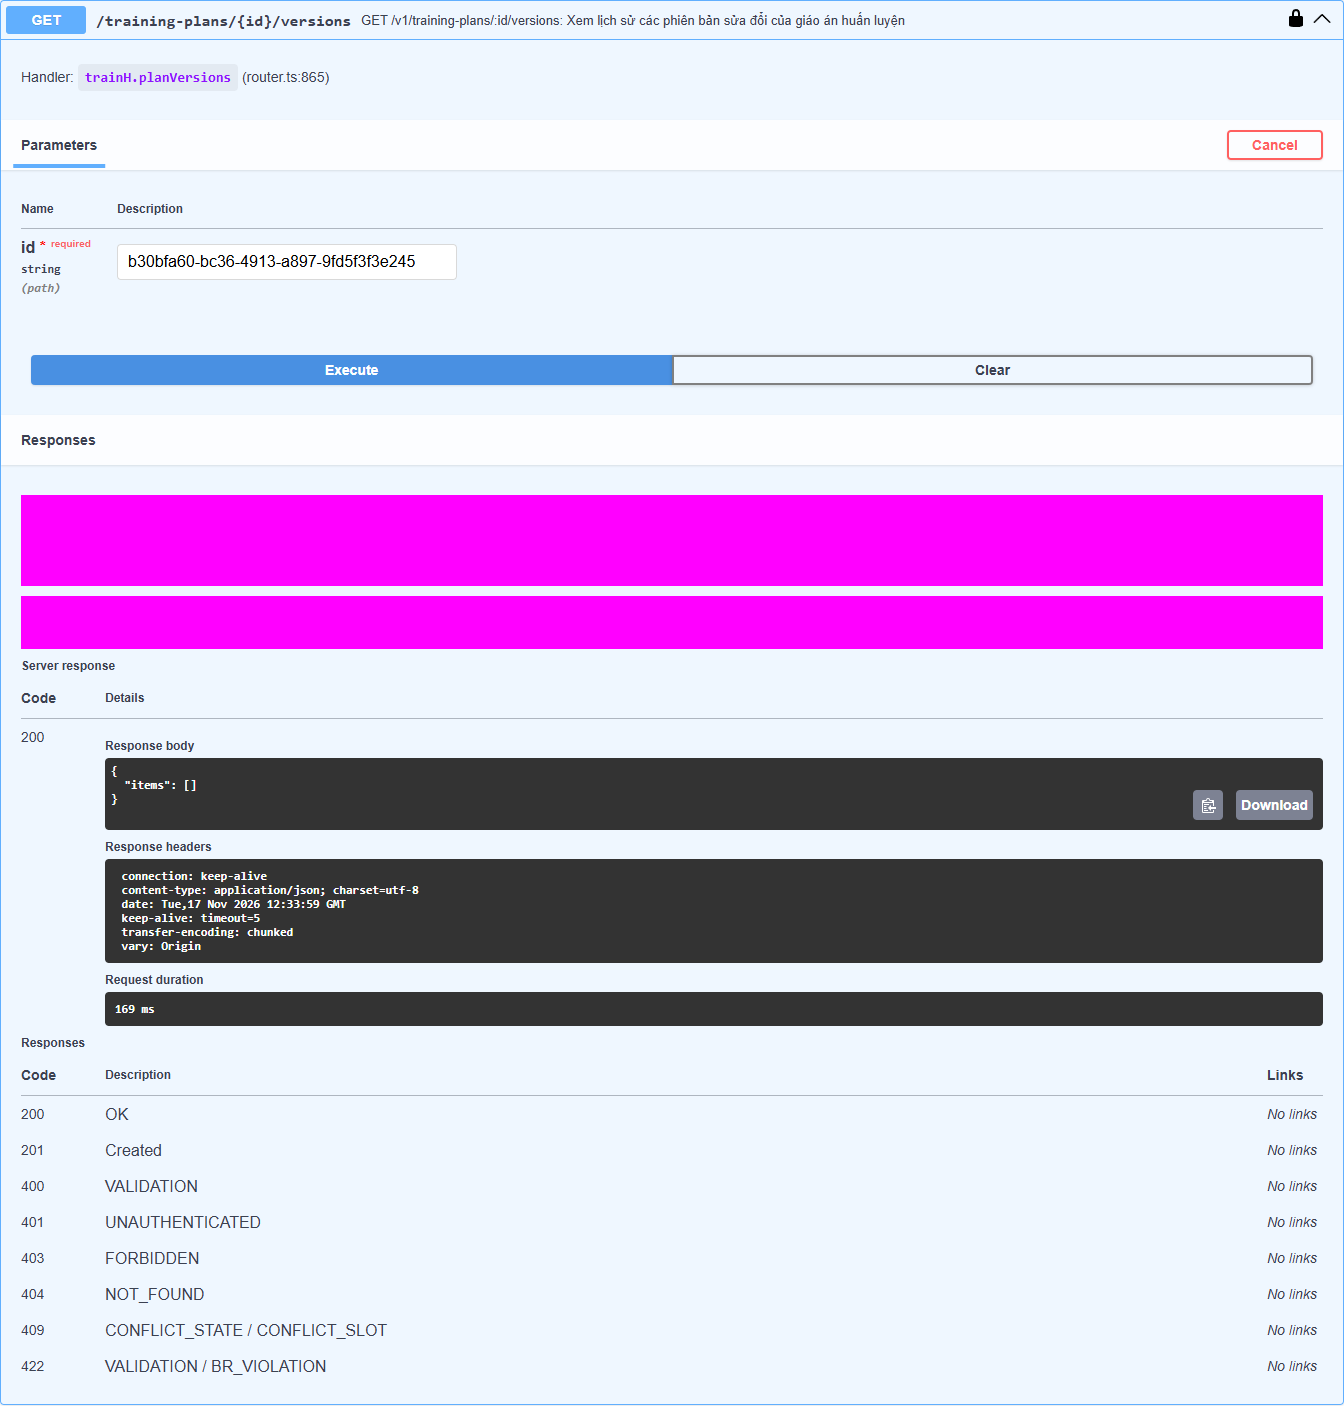 GET /training-plans/{id}/versions GET /v1/training-plans/:id/versions: Xem lịch sử các phiên bản sửa đổi của giáo án huấn luyện
Handler: trainH.planVersions (router.ts:865)
Parameters
Cancel
Name Description
id * required
string
(path)
b30bfa60-bc36-4913-a897-9fd5f3f3e245
Execute
Clear
Responses
Server response
Code Details
200
Response body
{
"items": []
}
Download
Response headers
connection: keep-alive
content-type: application/json; charset=utf-8
date: Tue,17 Nov 2026 12:33:59 GMT
keep-alive: timeout=5
transfer-encoding: chunked
vary: Origin
Request duration
169 ms
Responses
Code Description Links
200 OK No links
201 Created No links
400 VALIDATION No links
401 UNAUTHENTICATED No links
403 FORBIDDEN No links
404 NOT_FOUND No links
409 CONFLICT_STATE / CONFLICT_SLOT No links
422 VALIDATION / BR_VIOLATION No links